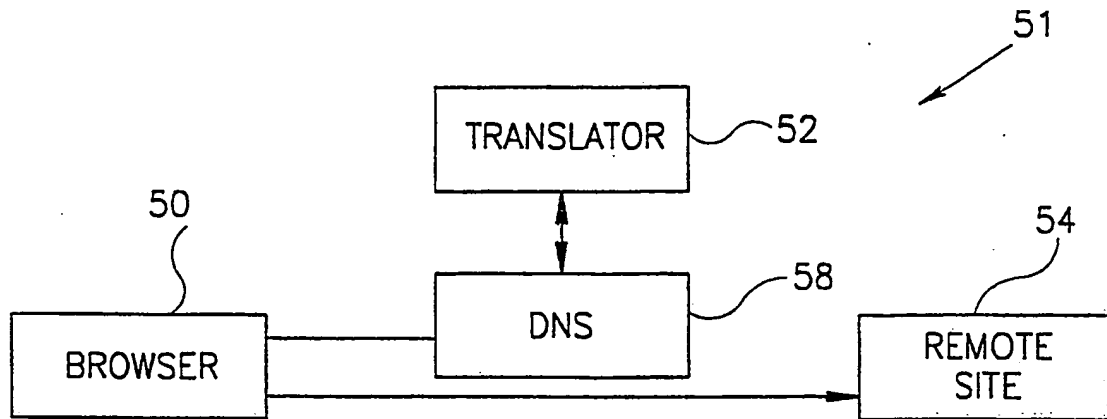 51
TRANSLATOR
52
50
58
54
DNS
BROWSER
REMOTE
SITE